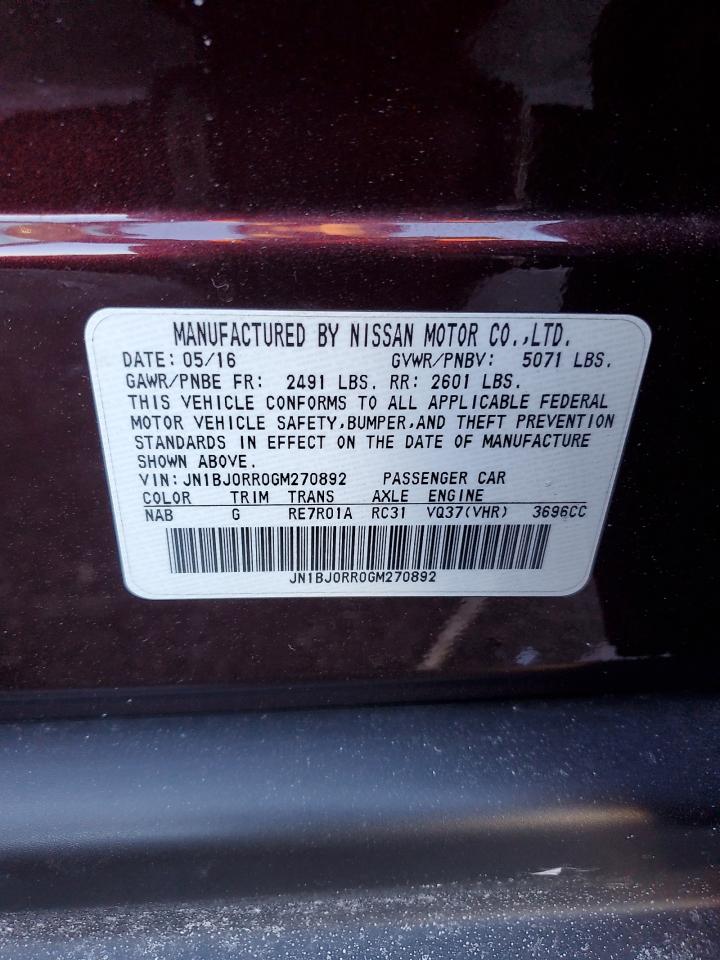 MANUFACTURED BY NISSAN MOTOR CO.,LTD.
DATE: 05/16 GVWR/PNBV: 5071 LBS.
GAWR/PNBE FR: 2491 LBS. RR: 2601 LBS.
THIS VEHICLE CONFORMS TO ALL APPLICABLE FEDERAL
MOTOR VEHICLE SAFETY,BUMPER,AND THEFT PREVENTION
STANDARDS IN EFFECT ON THE DATE OF MANUFACTURE
SHOWN ABOVE.
VIN: JN1BJ0RR0GM270892 PASSENGER CAR
COLOR TRIM TRANS AXLE ENGINE
NAB G RE7R01A RC31 VQ37(VHR) 3696CC
JN1BJ0RR0GM270892